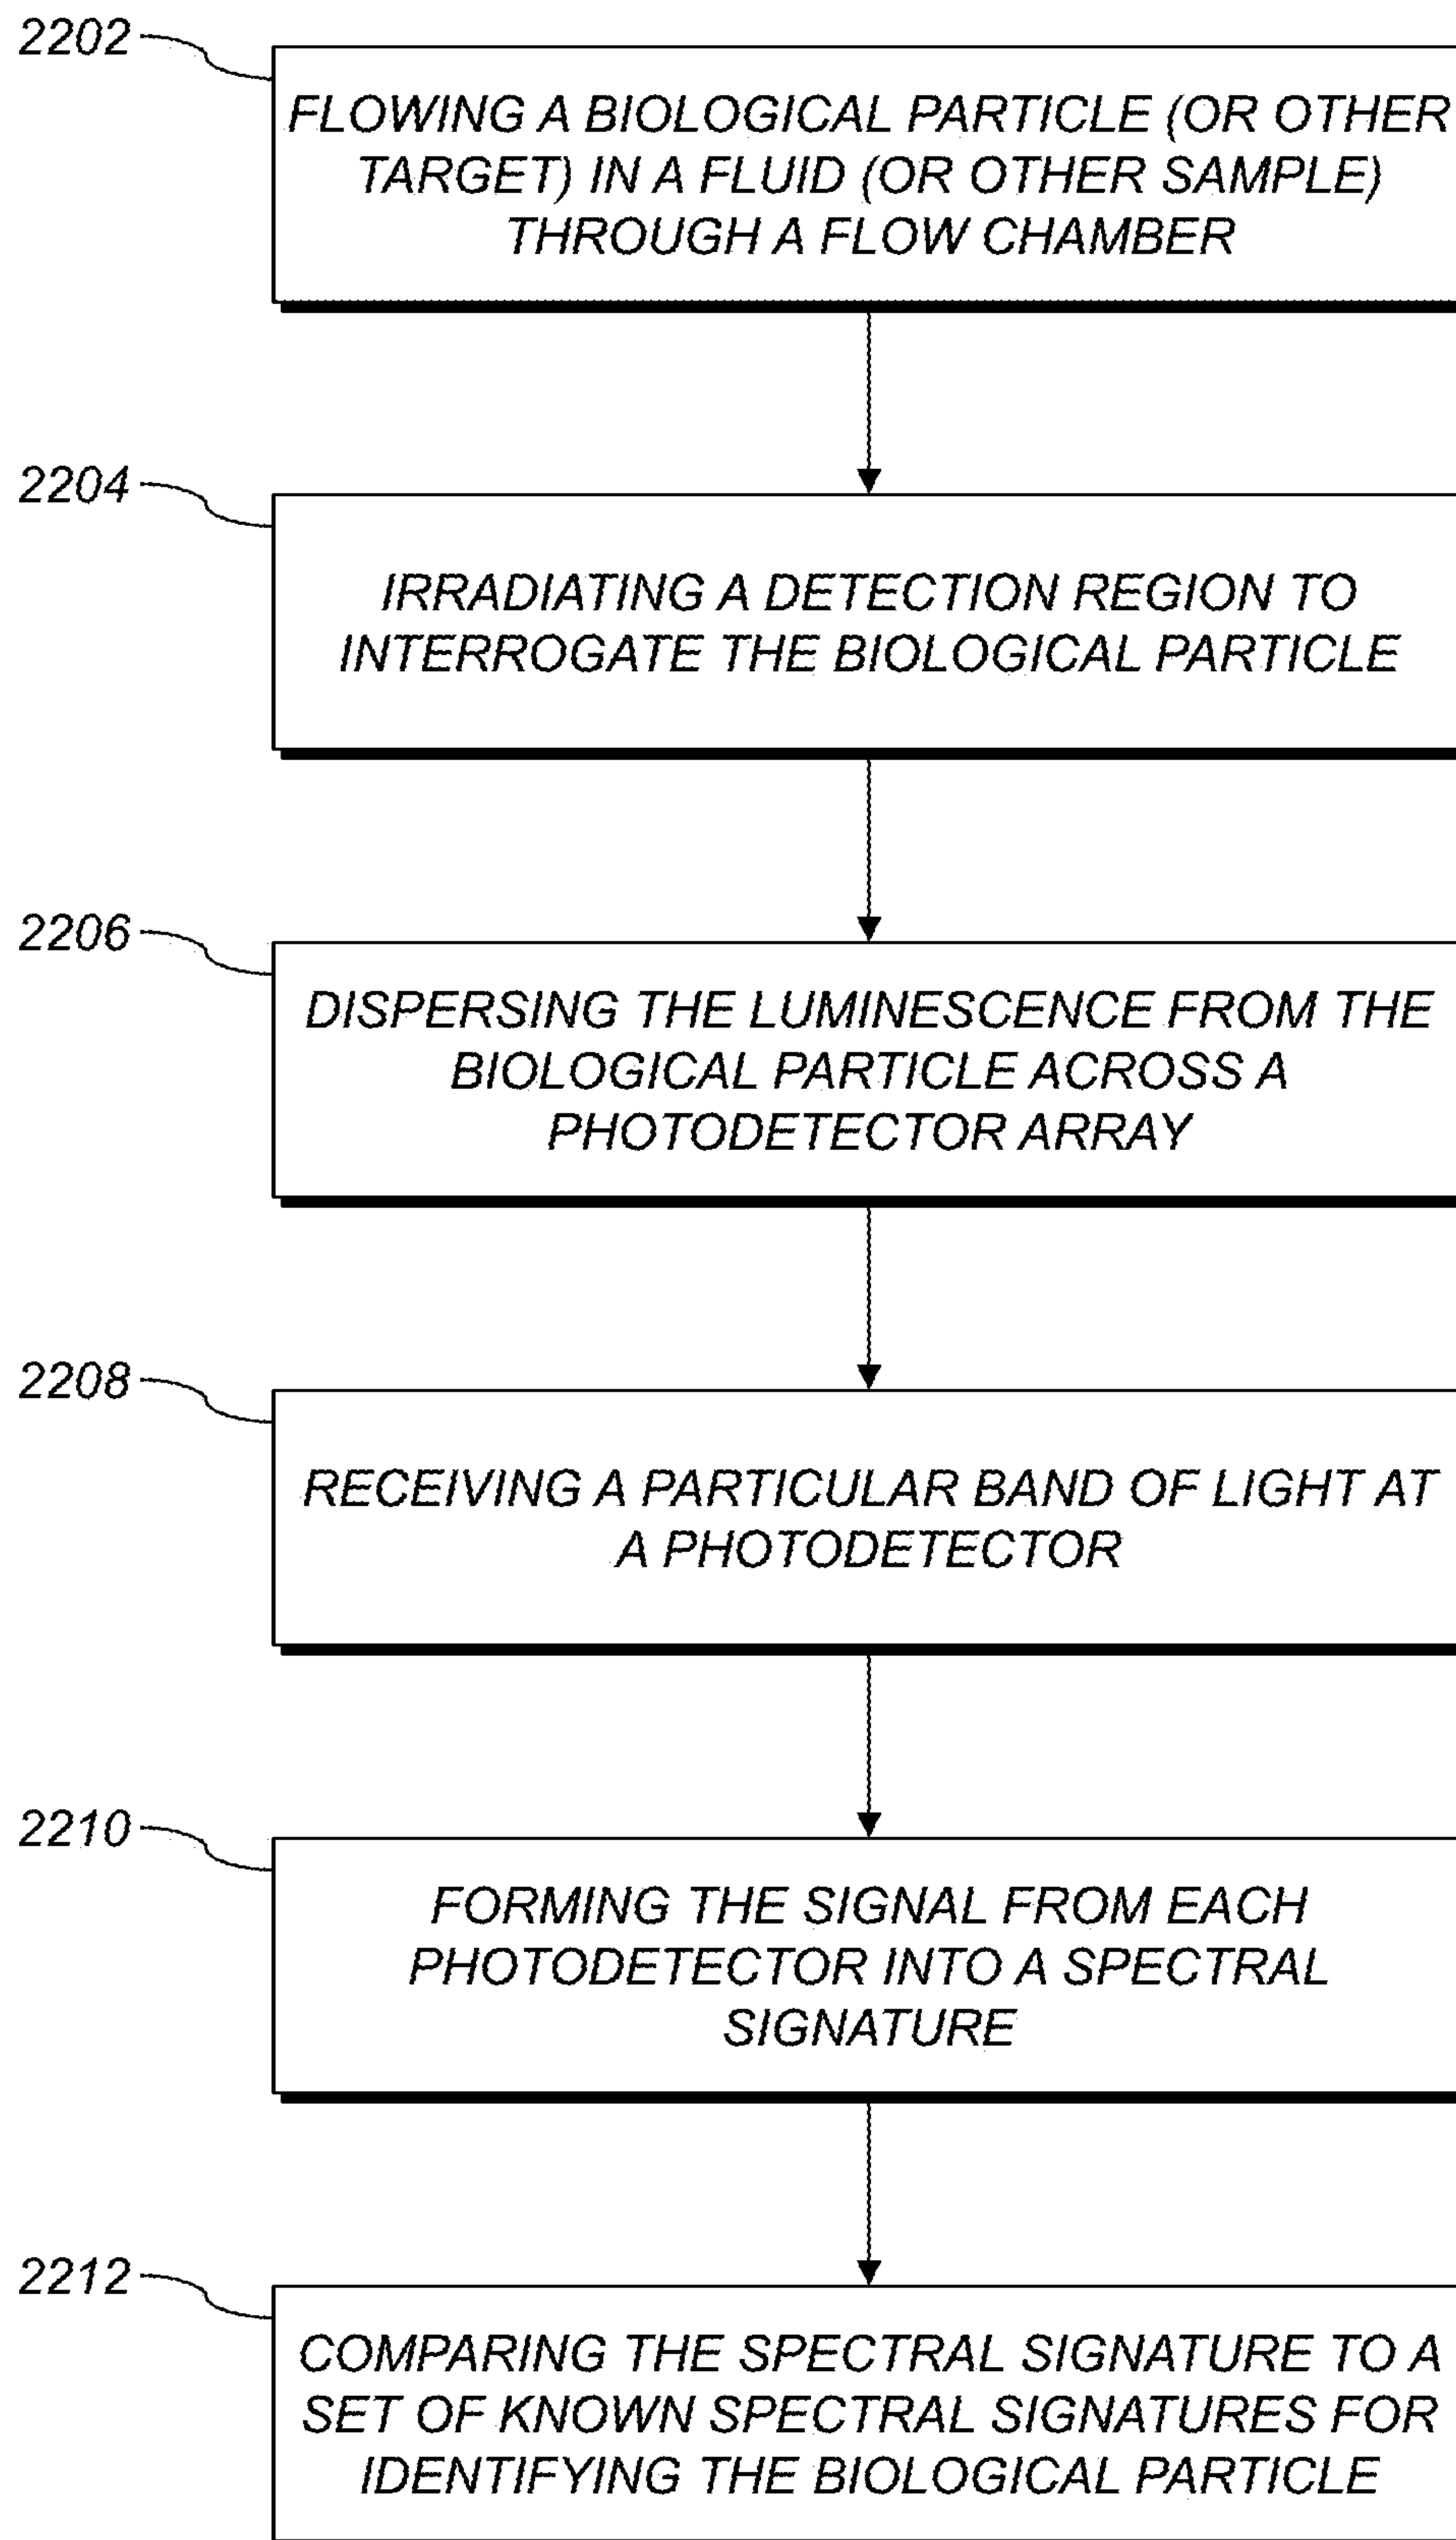 2202
FLOWING A BIOLOGICAL PARTICLE (OR OTHER
TARGET) IN A FLUID (OR OTHER SAMPLE)
THROUGH A FLOW CHAMBER
2204
IRRADIATING A DETECTION REGION TO
INTERROGATE THE BIOLOGICAL PARTICLE
2206
DISPERSING THE LUMINESCENCE FROM THE
BIOLOGICAL PARTICLE ACROSS A
PHOTODETECTOR ARRAY
2208
RECEIVING A PARTICULAR BAND OF LIGHT AT
A PHOTODETECTOR
2210
FORMING THE SIGNAL FROM EACH
PHOTODETECTOR INTO A SPECTRAL
SIGNATURE
2212
COMPARING THE SPECTRAL SIGNATURE TO A
SET OF KNOWN SPECTRAL SIGNATURES FOR
IDENTIFYING THE BIOLOGICAL PARTICLE